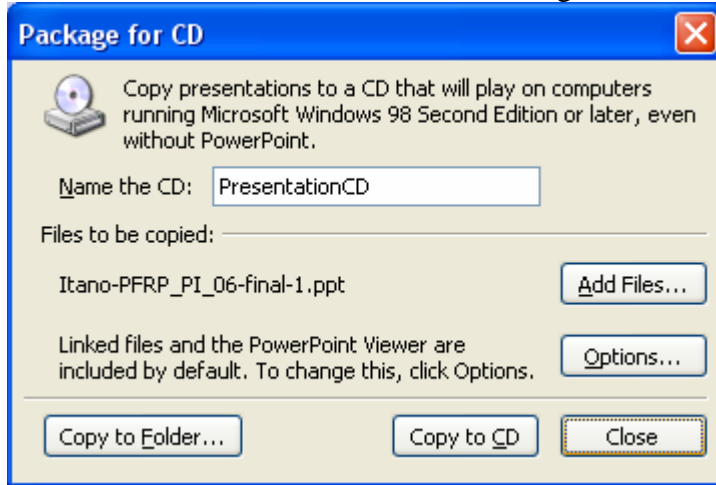 Package for CD
Copy presentations to a CD that will play on computers
running Microsoft Windows 98 Second Edition or later, even
without PowerPoint.
Name the CD: PresentationCD
Files to be copied:
Itano-PFRP_PI_06-final-1.ppt Add Files...
Linked files and the PowerPoint Viewer are
included by default. To change this, click Options. Options...
Copy to Folder... Copy to CD Close